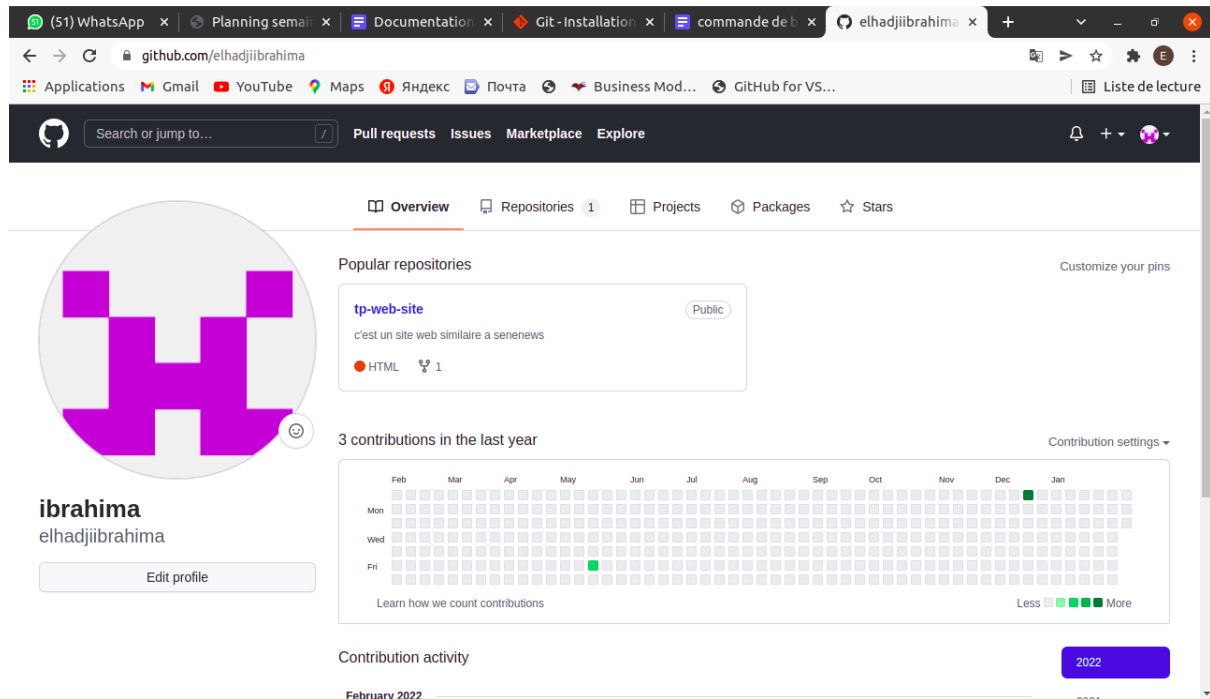 (51) WhatsApp Planning semair Documentation Git - Installation commande de b elhadjiibrahima
github.com/elhadjiibrahima E
Applications Gmail YouTube Maps Яндекс Почта Business Mod... GitHub for VS... Liste de lecture
Search or jump to... / Pull requests Issues Marketplace Explore
Overview Repositories 1 Projects Packages Stars
Popular repositories Customize your pins
tp-web-site Public
c'est un site web similaire a senenews
HTML 1
3 contributions in the last year Contribution settings
Feb Mar Apr May Jun Jul Aug Sep Oct Nov Dec Jan
Mon
Wed
Fri
Learn how we count contributions Less More
ibrahima
elhadjiibrahima
Edit profile
Contribution activity 2022
February 2022